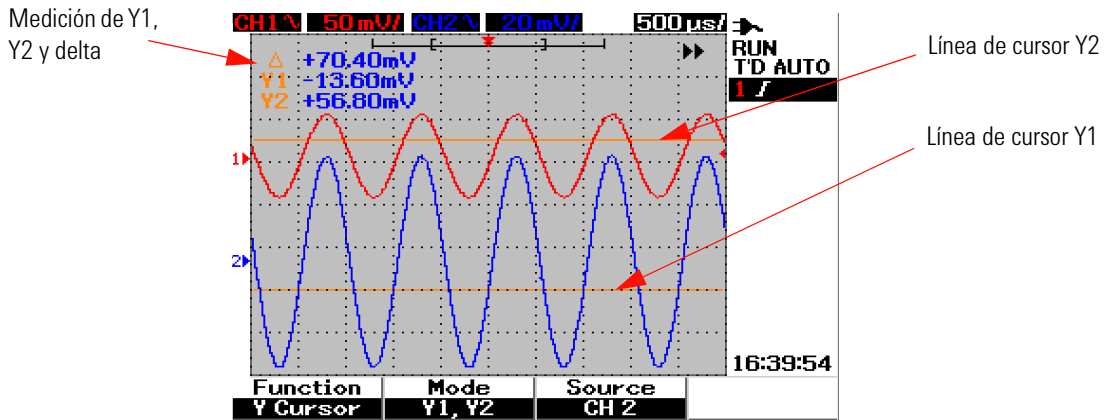 Medición de Y1,
Y2 y delta
CH1 ∿ 50mV/ CH2 ∿ 20mV/ 500µs/
RUN
T'D AUTO
1
Δ +70.40mV
Y1 -13.60mV
Y2 +56.80mV
Línea de cursor Y2
Línea de cursor Y1
1
2
16:39:54
Function Mode Source
Y Cursor Y1, Y2 CH 2